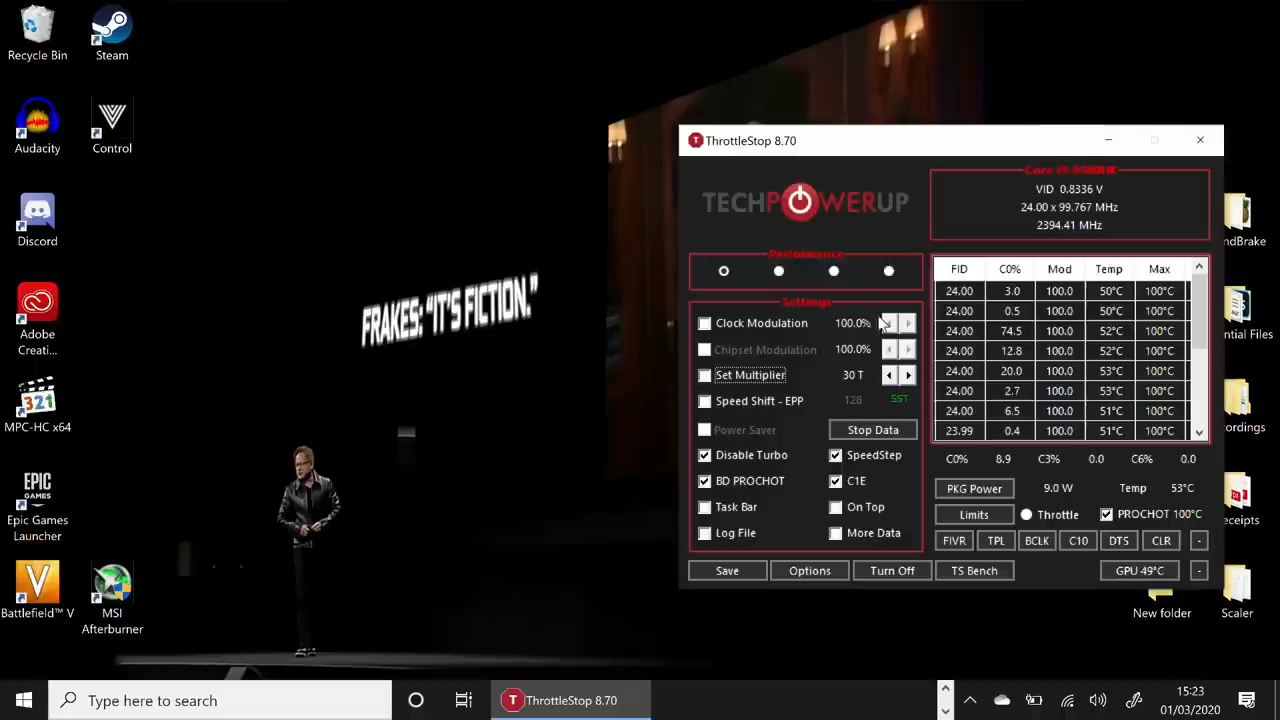 Recycle Bin
Steam
Audacity
Control
Discord
Adobe
Creati...
321
MPC-HC x64
EPIC
GAMES
Epic Games
Launcher
Battlefield™ V
MSI
Afterburner
FRAKES: "IT'S FICTION."
ThrottleStop 8.70
TECHPOWERUP
VID 0.8336 V
24.00 x 99.767 MHz
2394.41 MHz
Performance
Settings
Clock Modulation 100.0%
Chipset Modulation 100.0%
Set Multiplier 30 T
Speed Shift - EPP 128 SST
Power Saver Stop Data
Disable Turbo SpeedStep
BD PROCHOT C1E
Task Bar On Top
Log File More Data
Save Options Turn Off TS Bench
FID C0% Mod Temp Max
24.00 3.0 100.0 50°C 100°C
24.00 0.5 100.0 50°C 100°C
24.00 74.5 100.0 52°C 100°C
24.00 12.8 100.0 52°C 100°C
24.00 20.0 100.0 53°C 100°C
24.00 2.7 100.0 53°C 100°C
24.00 6.5 100.0 51°C 100°C
23.99 0.4 100.0 51°C 100°C
C0% 8.9 C3% 0.0 C6% 0.0
PKG Power 9.0 W Temp 53°C
Limits Throttle PROCHOT 100°C
FIVR TPL BCLK C10 DTS CLR -
GPU 49°C -
ndBrake
ntial Files
ordings
eceipts
New folder
Scaler
Type here to search
ThrottleStop 8.70
15:23
01/03/2020